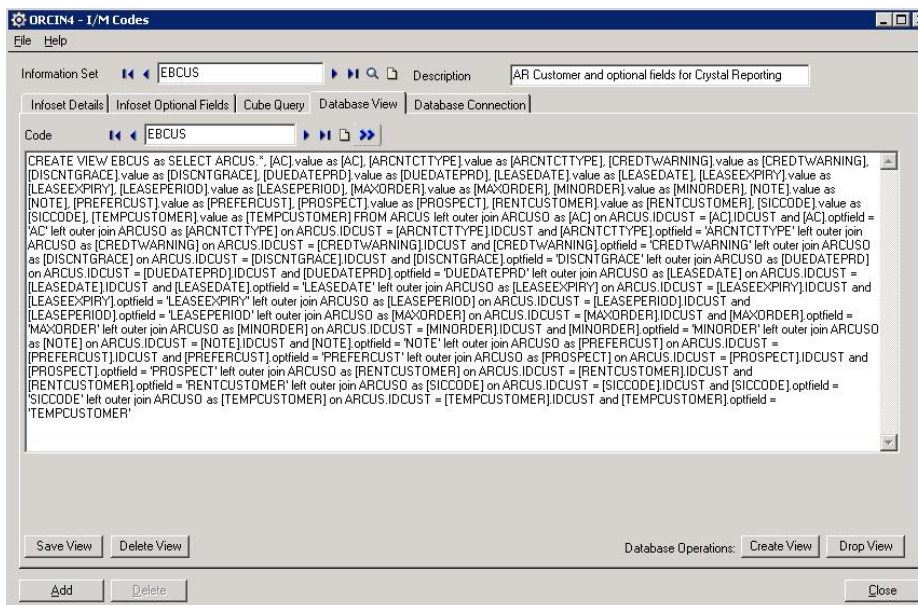 ORCIN4 - I/M Codes
File Help
Information Set EBCUS Description AR Customer and optional fields for Crystal Reporting
Infoset Details Infoset Optional Fields Cube Query Database View Database Connection
Code EBCUS
CREATE VIEW EBCUS as SELECT ARCUS.*, [AC].value as [AC], [ARCNTCTTYPE].value as [ARCNTCTTYPE], [CREDTWARNING].value as [CREDTWARNING],
[DISCNTGRACE].value as [DISCNTGRACE], [DUEDATEPRD].value as [DUEDATEPRD], [LEASEDATE].value as [LEASEDATE], [LEASEEXPIRY].value as
[LEASEEXPIRY], [LEASEPERIOD].value as [LEASEPERIOD], [MAXORDER].value as [MAXORDER], [MINORDER].value as [MINORDER], [NOTE].value as
[NOTE], [PREFERCUST].value as [PREFERCUST], [PROSPECT].value as [PROSPECT], [RENTCUSTOMER].value as [RENTCUSTOMER], [SICCODE].value as
[SICCODE], [TEMPCUSTOMER].value as [TEMPCUSTOMER] FROM ARCUS left outer join ARCUSO as [AC] on ARCUS.IDCUST = [AC].IDCUST and [AC].optfield =
'AC' left outer join ARCUSO as [ARCNTCTTYPE] on ARCUS.IDCUST = [ARCNTCTTYPE].IDCUST and [ARCNTCTTYPE].optfield = 'ARCNTCTTYPE' left outer join
ARCUSO as [CREDTWARNING] on ARCUS.IDCUST = [CREDTWARNING].IDCUST and [CREDTWARNING].optfield = 'CREDTWARNING' left outer join ARCUSO
as [DISCNTGRACE] on ARCUS.IDCUST = [DISCNTGRACE].IDCUST and [DISCNTGRACE].optfield = 'DISCNTGRACE' left outer join ARCUSO as [DUEDATEPRD]
on ARCUS.IDCUST = [DUEDATEPRD].IDCUST and [DUEDATEPRD].optfield = 'DUEDATEPRD' left outer join ARCUSO as [LEASEDATE] on ARCUS.IDCUST =
[LEASEDATE].IDCUST and [LEASEDATE].optfield = 'LEASEDATE' left outer join ARCUSO as [LEASEEXPIRY] on ARCUS.IDCUST = [LEASEEXPIRY].IDCUST and
[LEASEEXPIRY].optfield = 'LEASEEXPIRY' left outer join ARCUSO as [LEASEPERIOD] on ARCUS.IDCUST = [LEASEPERIOD].IDCUST and
[LEASEPERIOD].optfield = 'LEASEPERIOD' left outer join ARCUSO as [MAXORDER] on ARCUS.IDCUST = [MAXORDER].IDCUST and [MAXORDER].optfield =
'MAXORDER' left outer join ARCUSO as [MINORDER] on ARCUS.IDCUST = [MINORDER].IDCUST and [MINORDER].optfield = 'MINORDER' left outer join ARCUSO
as [NOTE] on ARCUS.IDCUST = [NOTE].IDCUST and [NOTE].optfield = 'NOTE' left outer join ARCUSO as [PREFERCUST] on ARCUS.IDCUST =
[PREFERCUST].IDCUST and [PREFERCUST].optfield = 'PREFERCUST' left outer join ARCUSO as [PROSPECT] on ARCUS.IDCUST = [PROSPECT].IDCUST and
[PROSPECT].optfield = 'PROSPECT' left outer join ARCUSO as [RENTCUSTOMER] on ARCUS.IDCUST = [RENTCUSTOMER].IDCUST and
[RENTCUSTOMER].optfield = 'RENTCUSTOMER' left outer join ARCUSO as [SICCODE] on ARCUS.IDCUST = [SICCODE].IDCUST and [SICCODE].optfield =
'SICCODE' left outer join ARCUSO as [TEMPCUSTOMER] on ARCUS.IDCUST = [TEMPCUSTOMER].IDCUST and [TEMPCUSTOMER].optfield =
'TEMPCUSTOMER'
Save View Delete View Database Operations: Create View Drop View
Add Delete Close